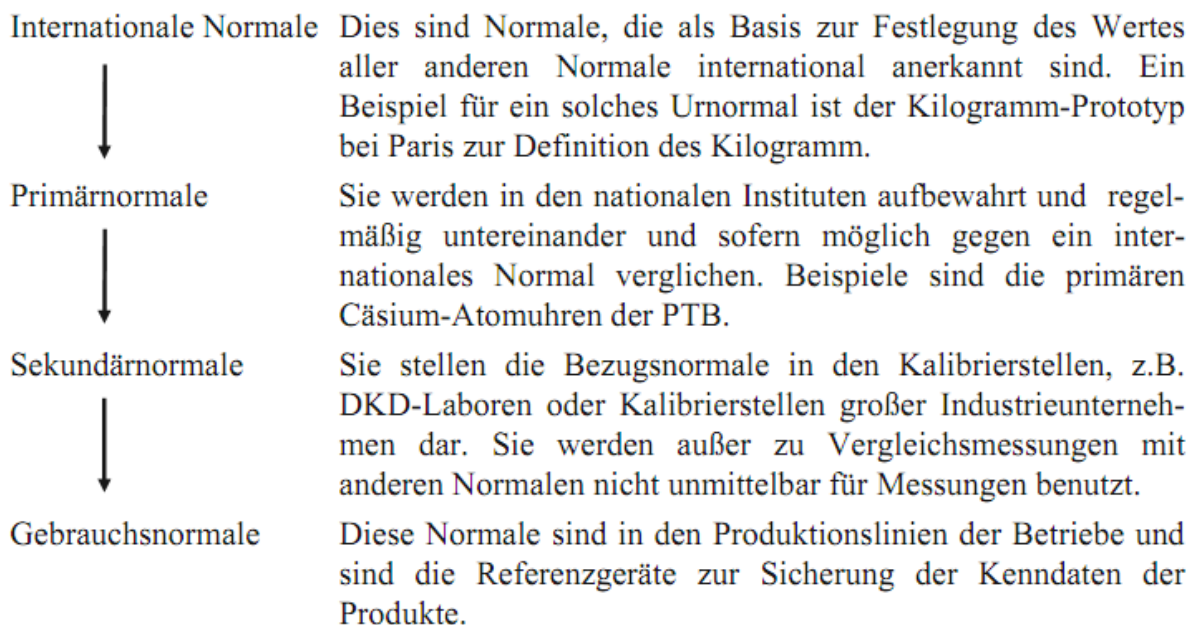 Internationale Normale Dies sind Normale, die als Basis zur Festlegung des Wertes
aller anderen Normale international anerkannt sind. Ein
Beispiel für ein solches Urnormal ist der Kilogramm-Prototyp
bei Paris zur Definition des Kilogramm.
Primärnormale Sie werden in den nationalen Instituten aufbewahrt und regel-
mäßig untereinander und sofern möglich gegen ein inter-
nationales Normal verglichen. Beispiele sind die primären
Cäsium-Atomuhren der PTB.
Sekundärnormale Sie stellen die Bezugsnormale in den Kalibrierstellen, z.B.
DKD-Laboren oder Kalibrierstellen großer Industrieunterneh-
men dar. Sie werden außer zu Vergleichsmessungen mit
anderen Normalen nicht unmittelbar für Messungen benutzt.
Gebrauchsnormale Diese Normale sind in den Produktionslinien der Betriebe und
sind die Referenzgeräte zur Sicherung der Kenndaten der
Produkte.